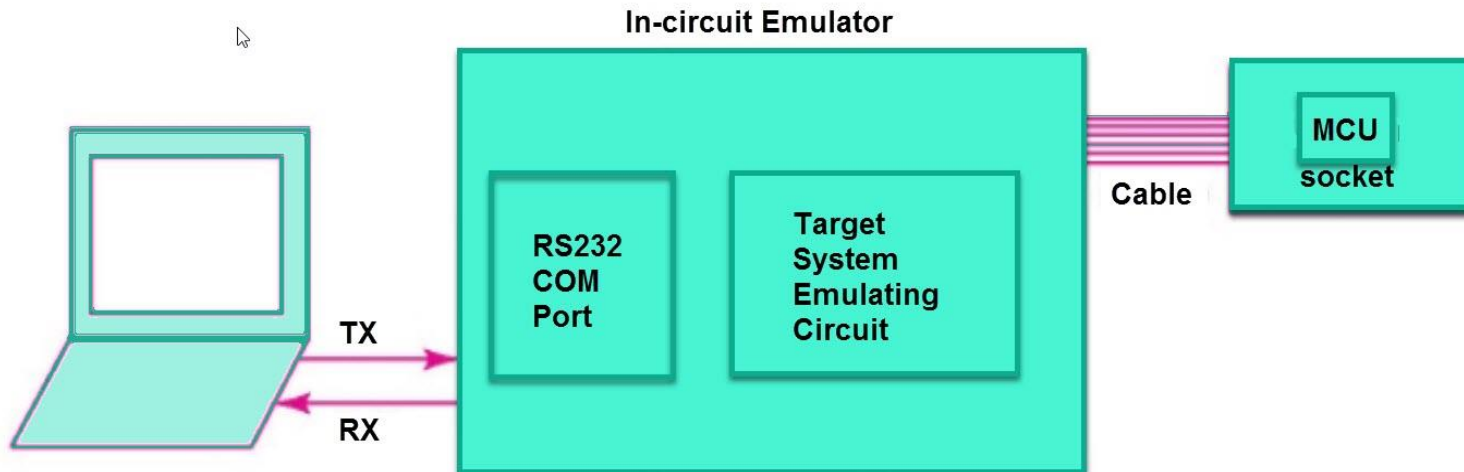 In-circuit Emulator
MCU
socket
Cable
RS232
COM
Port
Target
System
Emulating
Circuit
TX
RX